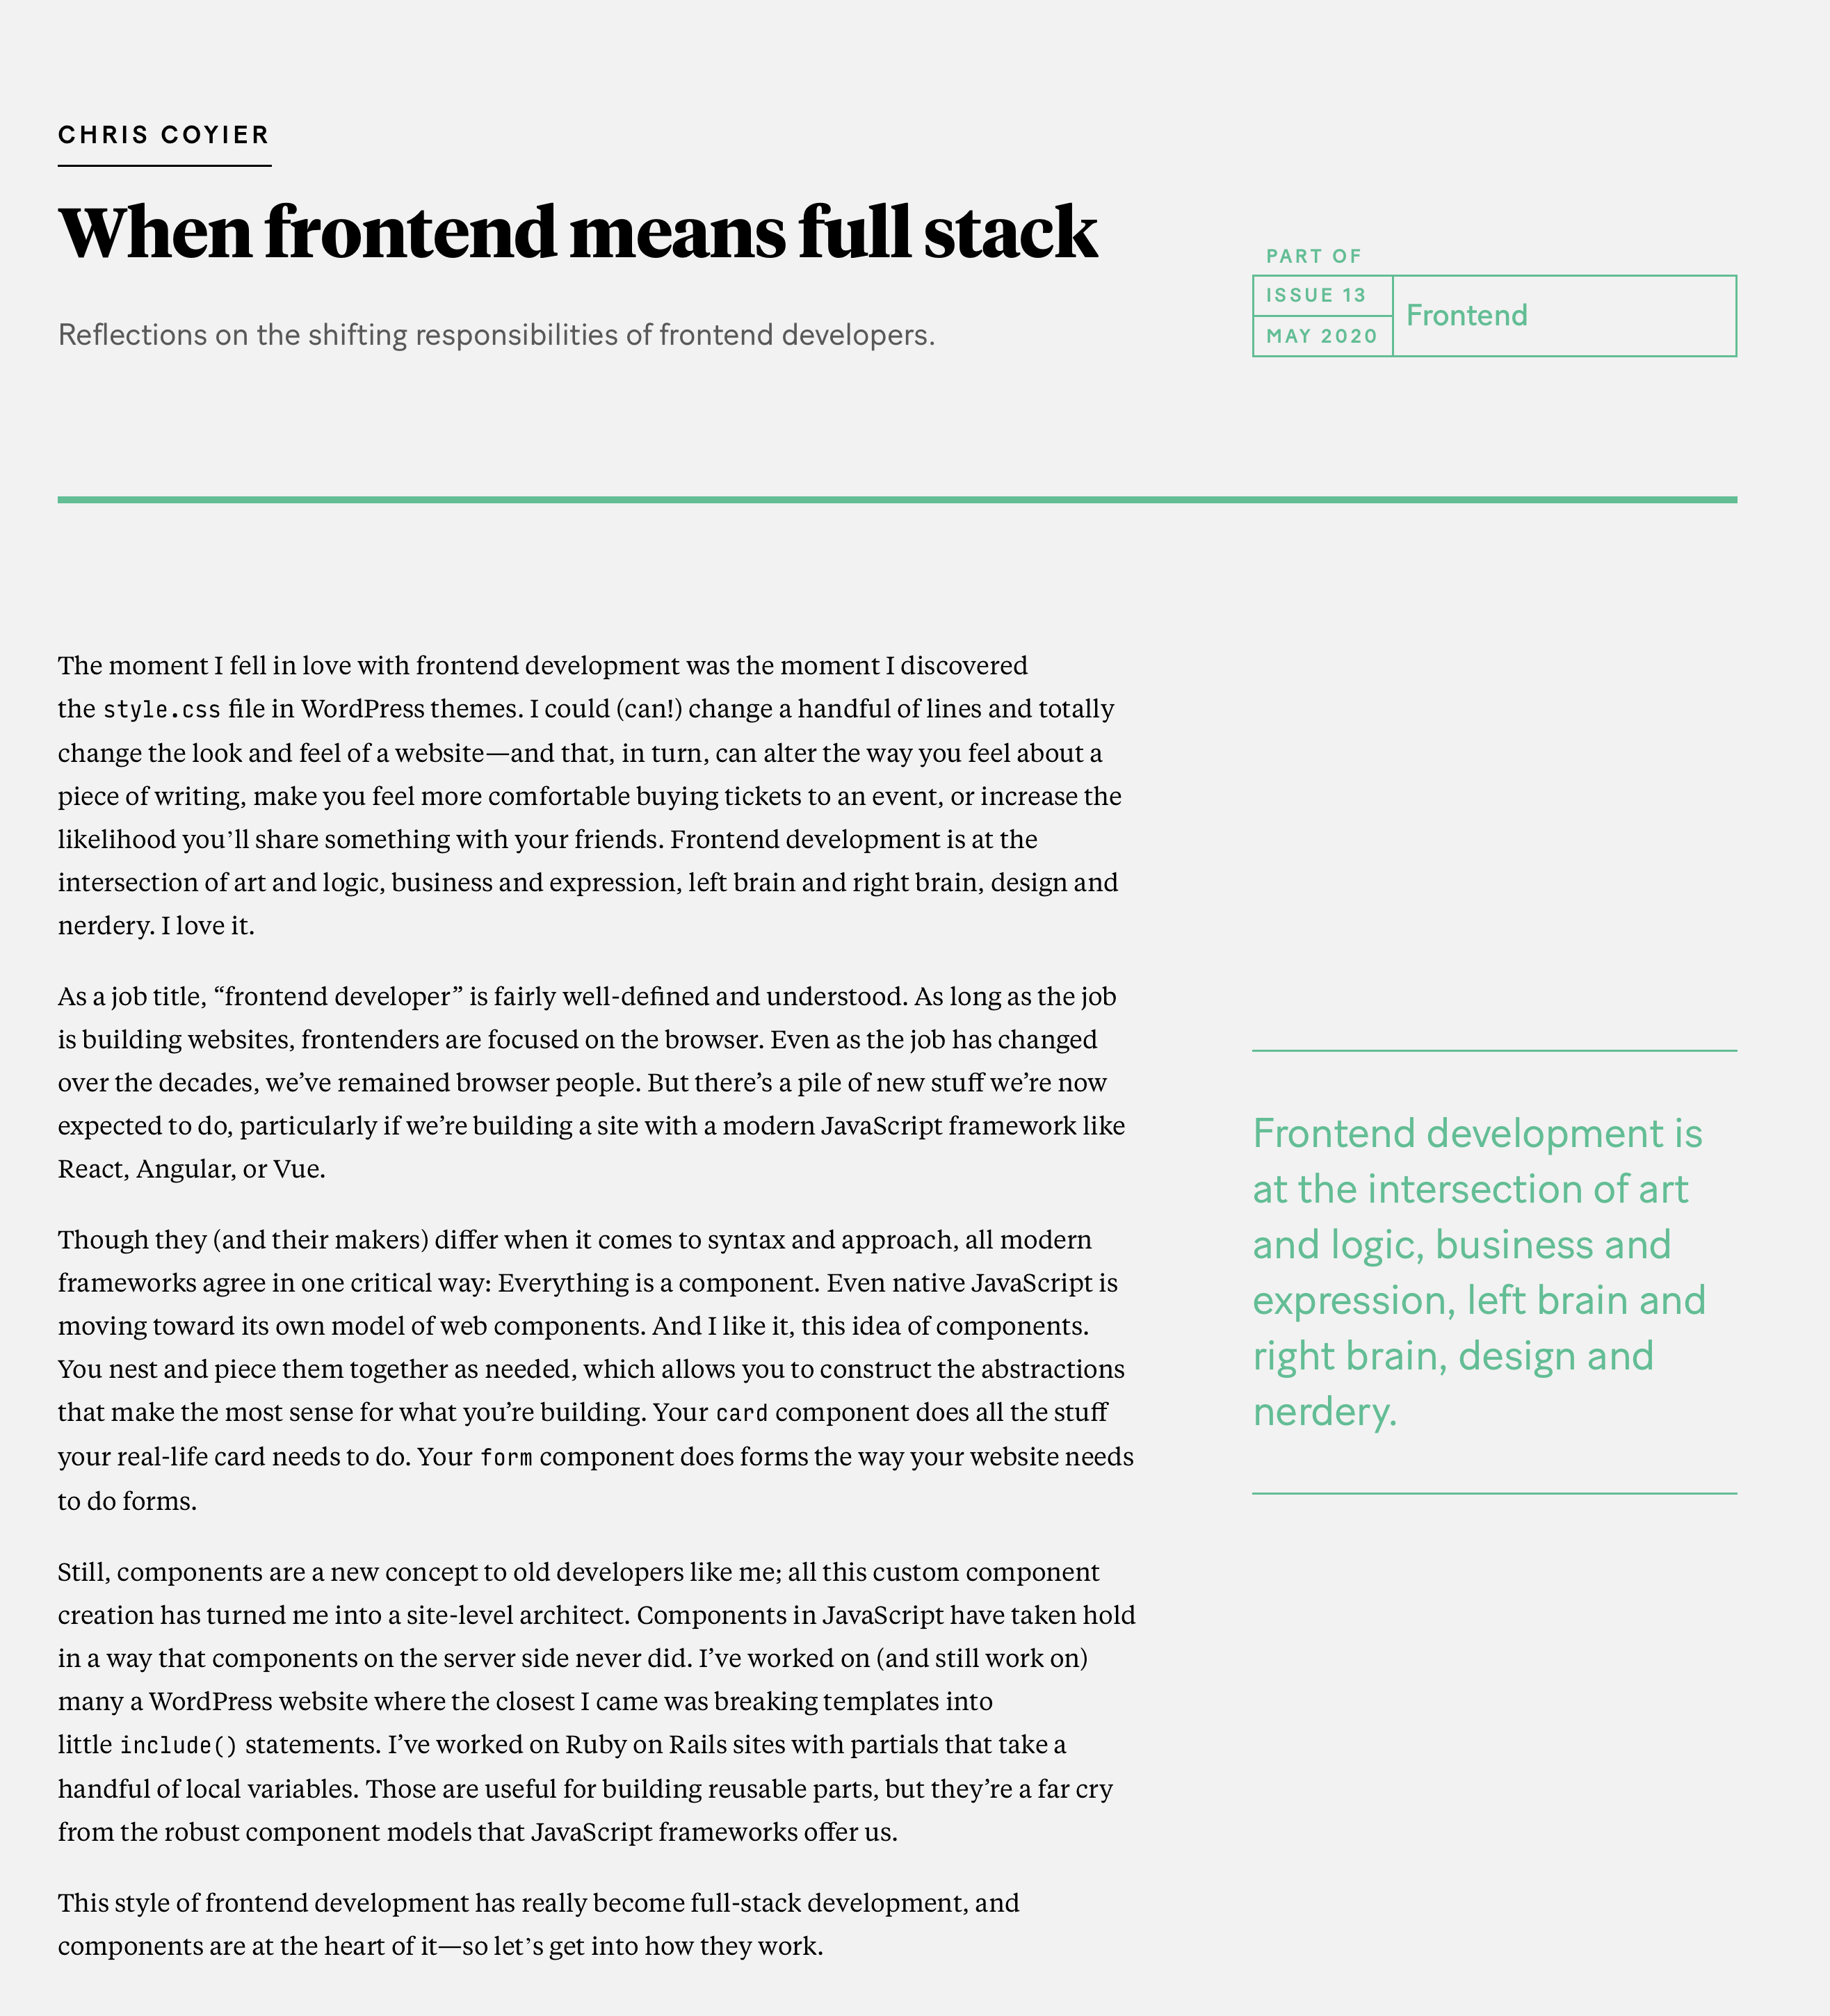 CHRIS COYIER
When frontend means full stack
Reflections on the shifting responsibilities of frontend developers.
PART OF
ISSUE 13
MAY 2020
Frontend
The moment I fell in love with frontend development was the moment I discovered
the style.css file in WordPress themes. I could (can!) change a handful of lines and totally
change the look and feel of a website—and that, in turn, can alter the way you feel about a
piece of writing, make you feel more comfortable buying tickets to an event, or increase the
likelihood you’ll share something with your friends. Frontend development is at the
intersection of art and logic, business and expression, left brain and right brain, design and
nerdery. I love it.
As a job title, “frontend developer” is fairly well-defined and understood. As long as the job
is building websites, frontenders are focused on the browser. Even as the job has changed
over the decades, we’ve remained browser people. But there’s a pile of new stuff we’re now
expected to do, particularly if we’re building a site with a modern JavaScript framework like
React, Angular, or Vue.
Though they (and their makers) differ when it comes to syntax and approach, all modern
frameworks agree in one critical way: Everything is a component. Even native JavaScript is
moving toward its own model of web components. And I like it, this idea of components.
You nest and piece them together as needed, which allows you to construct the abstractions
that make the most sense for what you’re building. Your card component does all the stuff
your real-life card needs to do. Your form component does forms the way your website needs
to do forms.
Still, components are a new concept to old developers like me; all this custom component
creation has turned me into a site-level architect. Components in JavaScript have taken hold
in a way that components on the server side never did. I’ve worked on (and still work on)
many a WordPress website where the closest I came was breaking templates into
little include() statements. I’ve worked on Ruby on Rails sites with partials that take a
handful of local variables. Those are useful for building reusable parts, but they’re a far cry
from the robust component models that JavaScript frameworks offer us.
This style of frontend development has really become full-stack development, and
components are at the heart of it—so let’s get into how they work.
Frontend development is
at the intersection of art
and logic, business and
expression, left brain and
right brain, design and
nerdery.